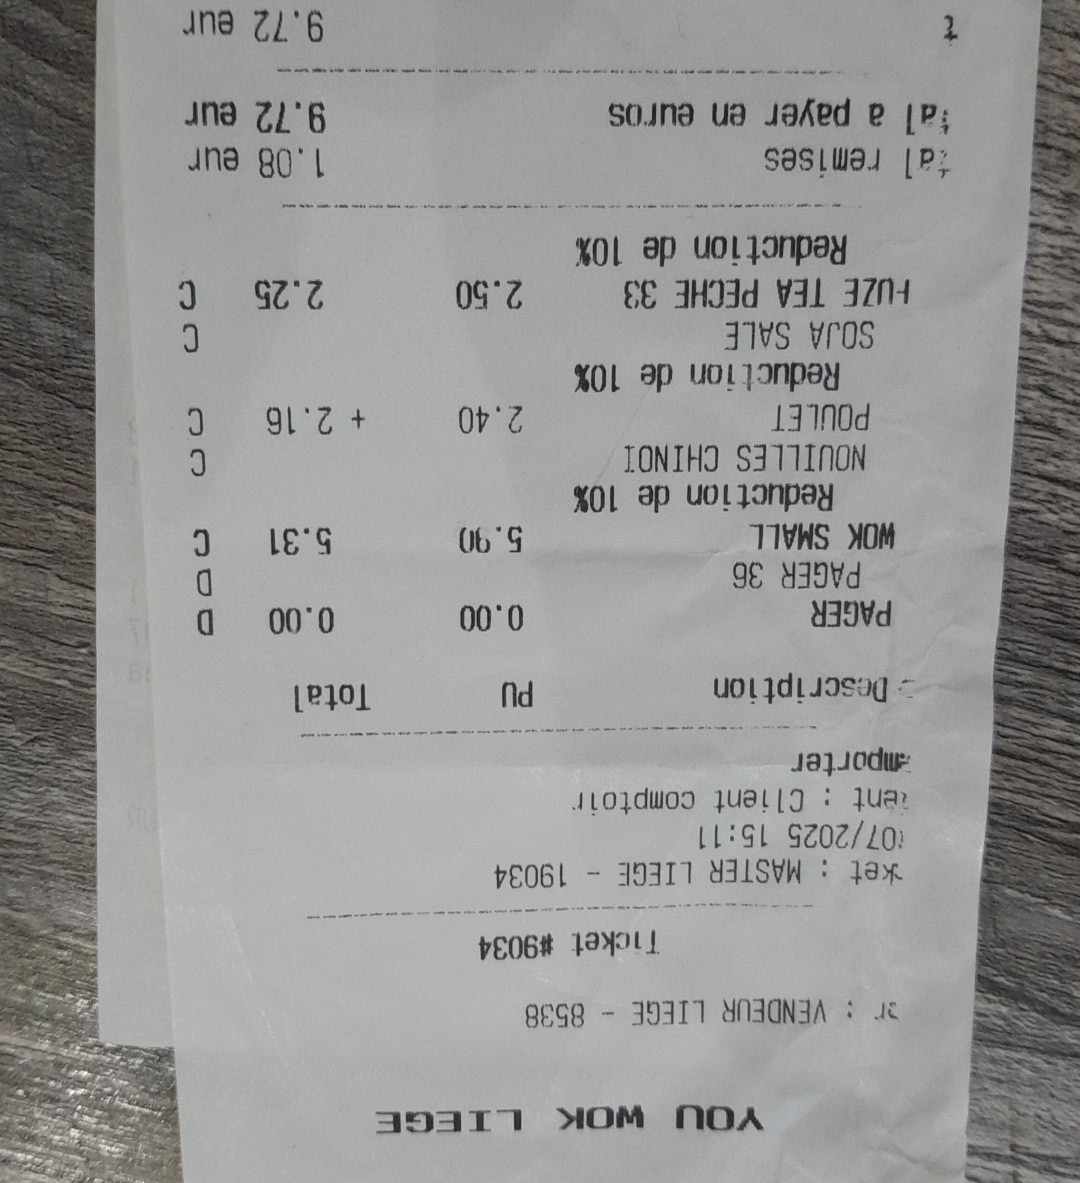 YOU WOK LIEGE
: VENDEUR LIEGE - 8538
Ticket #9034
ket : MASTER LIEGE - 19034
07/2025 15:11
ent : Client comptoir
mporter
Description PU Total
PAGER 0.00 0.00 D
PAGER 36 D
WOK SMALL 5.90 5.31 C
Reduction de 10%
NOUILLES CHINOI C
POULET 2.40 + 2.16 C
Reduction de 10%
SOJA SALE C
FUZE TEA PECHE 33 2.50 2.25 C
Reduction de 10%
tal remises 1.08 eur
tal a payer en euros 9.72 eur
t 9.72 eur